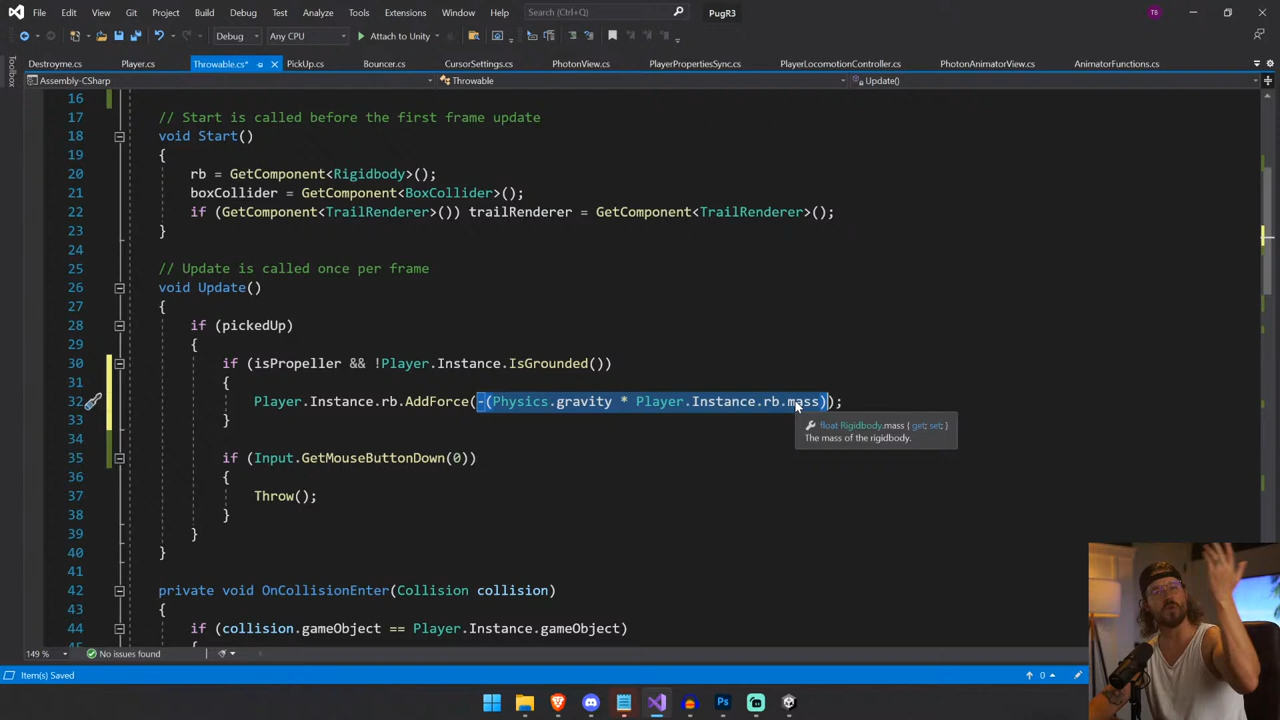 File Edit View Git Project Build Debug Test Analyze Tools Extensions Window Help Search (Ctrl+Q) PugR3 TB
Debug Any CPU Attach to Unity
Toolbox
Destroyme.cs Player.cs Throwable.cs* PickUp.cs Bouncer.cs CursorSettings.cs PhotonView.cs PlayerPropertiesSync.cs PlayerLocomotionController.cs PhotonAnimatorView.cs AnimatorFunctions.cs
Assembly-CSharp Throwable Update()
16
17 // Start is called before the first frame update
18 void Start()
19 {
20 rb = GetComponent<Rigidbody>();
21 boxCollider = GetComponent<BoxCollider>();
22 if (GetComponent<TrailRenderer>()) trailRenderer = GetComponent<TrailRenderer>();
23 }
24
25 // Update is called once per frame
26 void Update()
27 {
28 if (pickedUp)
29 {
30 if (isPropeller && !Player.Instance.IsGrounded())
31 {
32 Player.Instance.rb.AddForce(-(Physics.gravity * Player.Instance.rb.mass));
33 }
float Rigidbody.mass { get; set; }
The mass of the rigidbody.
34
35 if (Input.GetMouseButtonDown(0))
36 {
37 Throw();
38 }
39 }
40 }
41
42 private void OnCollisionEnter(Collision collision)
43 {
44 if (collision.gameObject == Player.Instance.gameObject)
149 % No issues found
Item(s) Saved 0
Ps